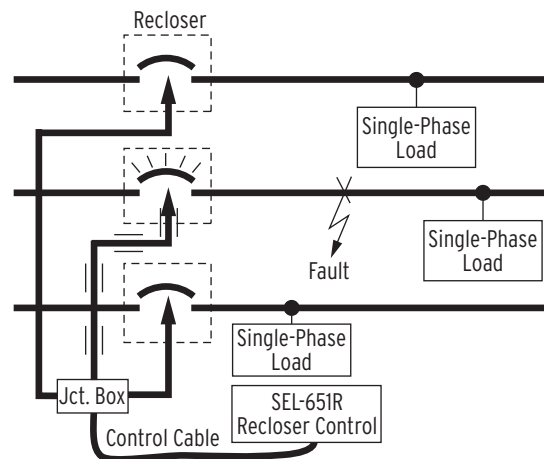 Recloser
Single-Phase
Load
Single-Phase
Load
Fault
Single-Phase
Load
Jct. Box
SEL-651R
Recloser Control
Control Cable